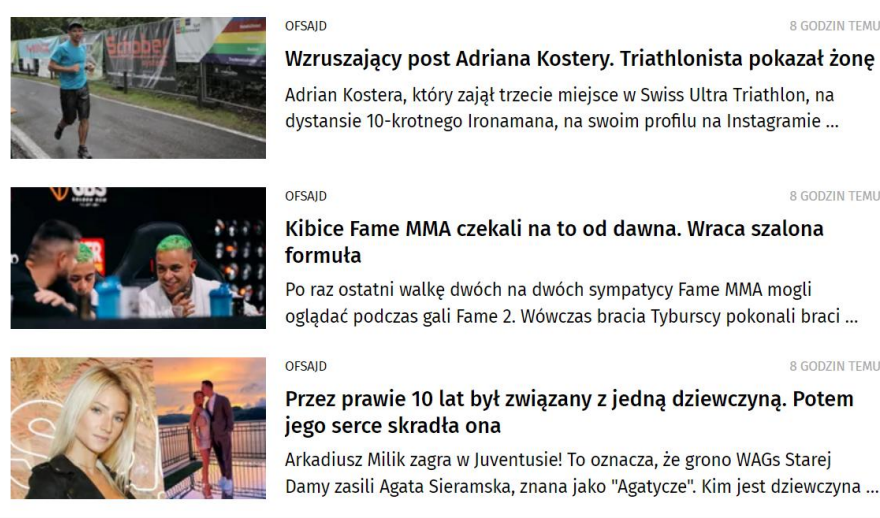 OFSAJD
8 GODZIN TEMU
Wzruszający post Adriana Kostery. Triathlonista pokazał żonę
Adrian Kostera, który zajął trzecie miejsce w Swiss Ultra Triathlon, na
dystansie 10-krotnego Ironamana, na swoim profilu na Instagramie ...
Schober
OFSAJD
8 GODZIN TEMU
Kibice Fame MMA czekali na to od dawna. Wraca szalona
formuła
Po raz ostatni walkę dwóch na dwóch sympatycy Fame MMA mogli
oglądać podczas gali Fame 2. Wówczas bracia Tyburscy pokonali braci ...
OFSAJD
8 GODZIN TEMU
Przez prawie 10 lat był związany z jedną dziewczyną. Potem
jego serce skradła ona
Arkadiusz Milik zagra w Juventusie! To oznacza, że grono WAGs Starej
Damy zasili Agata Sieramska, znana jako "Agatycze". Kim jest dziewczyna ...